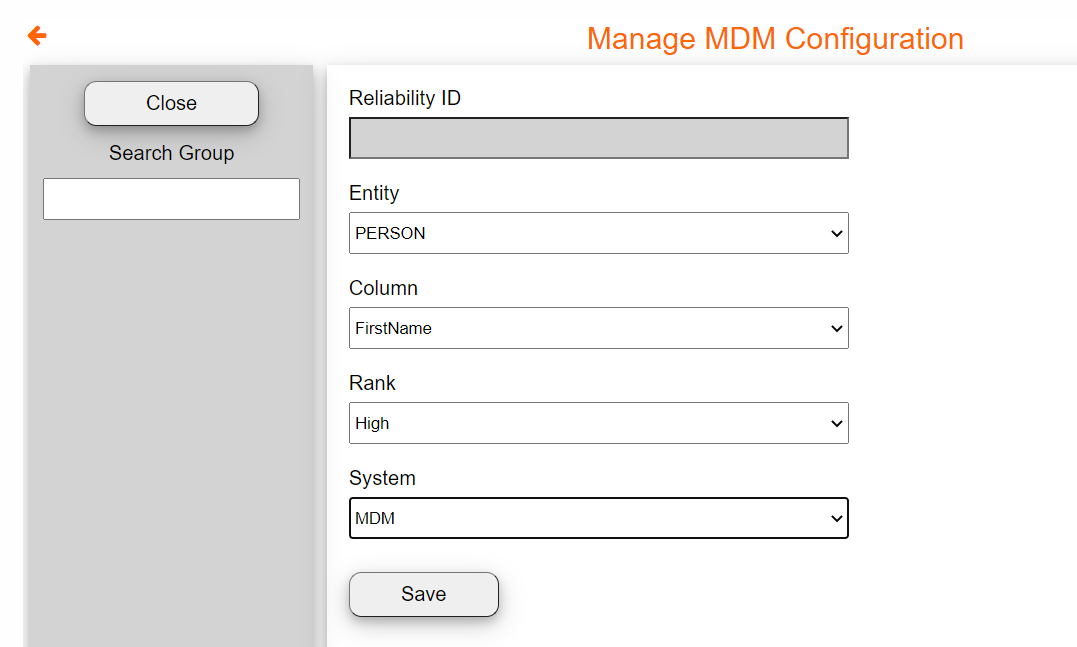 Manage MDM Configuration
Close
Search Group
Reliability ID
Entity
PERSON
Column
FirstName
Rank
High
System
MDM
Save